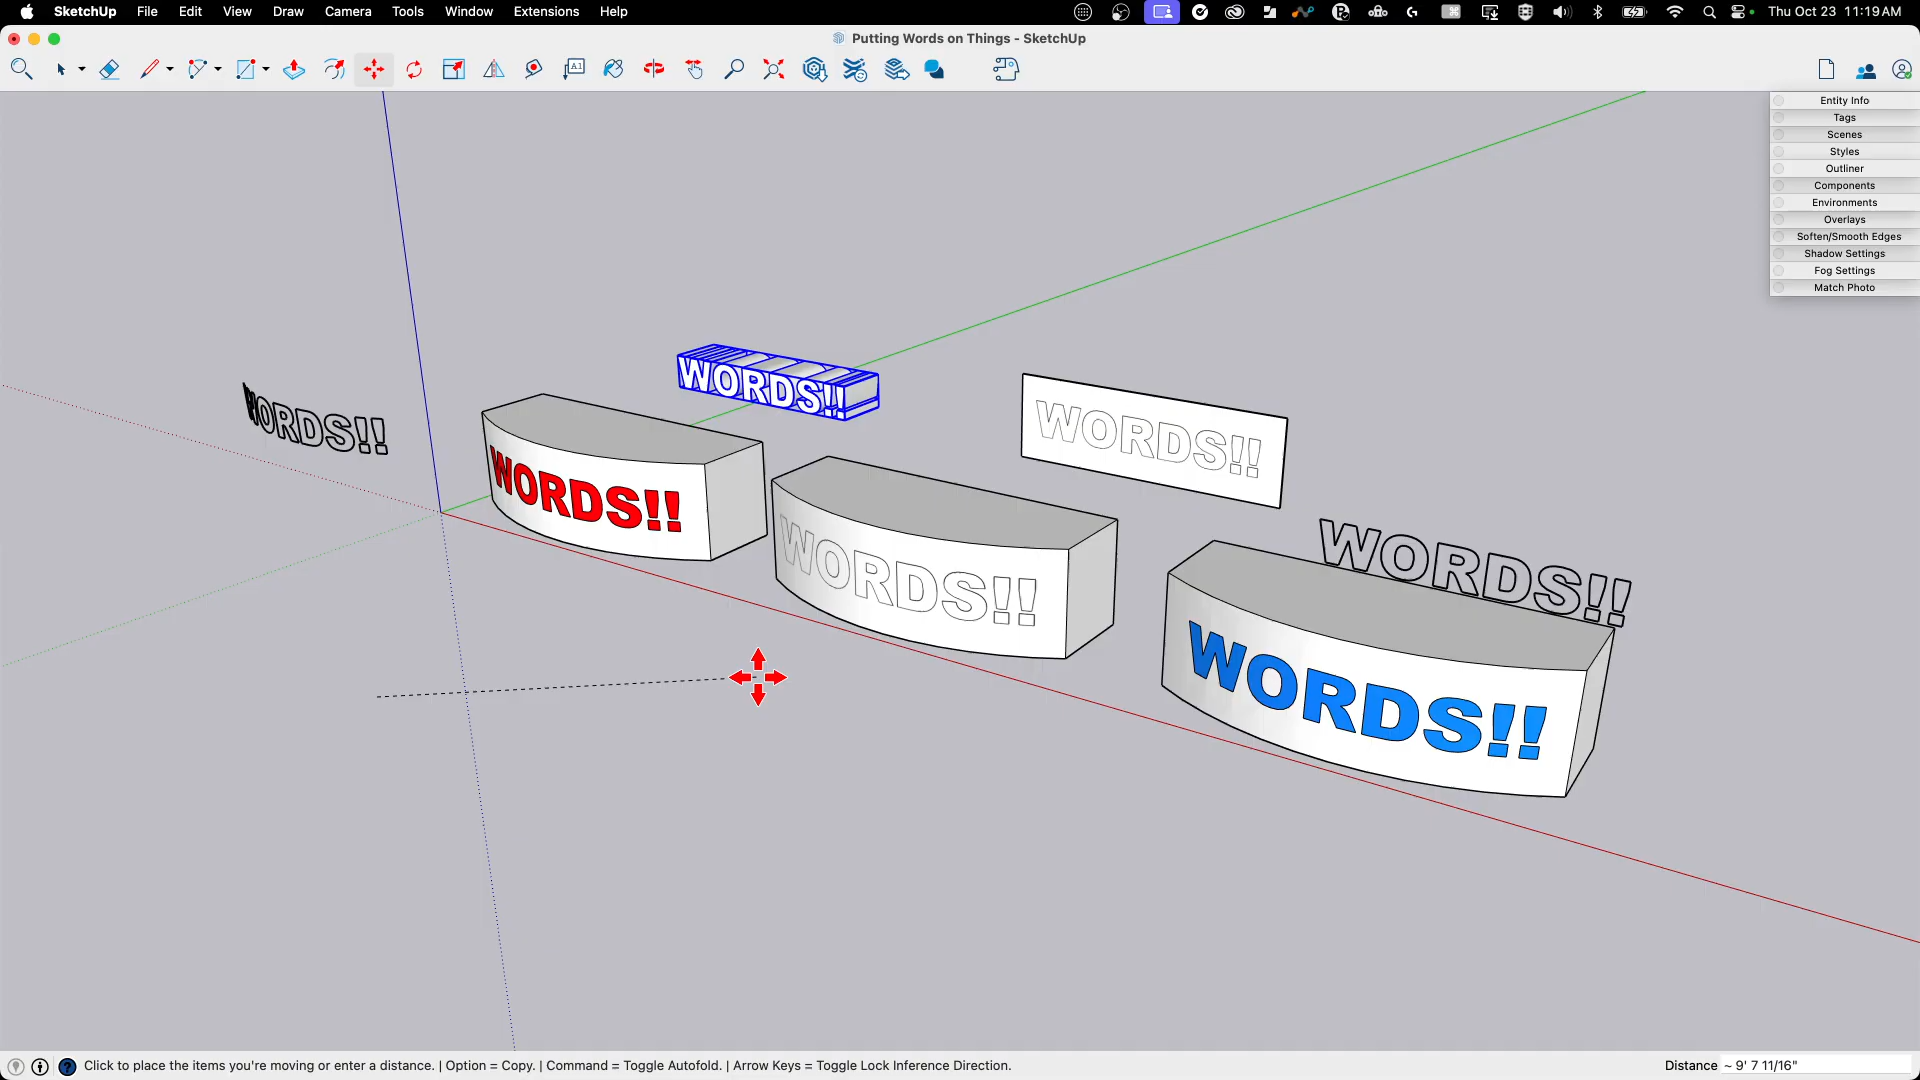 SketchUp File Edit View Draw Camera Tools Window Extensions Help Thu Oct 23 11:19 AM
Putting Words on Things - SketchUp
A1
Entity Info
Tags
Scenes
Styles
Outliner
Components
Environments
Overlays
Soften/Smooth Edges
Shadow Settings
Fog Settings
Match Photo
WORDS!!
WORDS!!
WORDS!!
WORDS!!
WORDS!!
WORDS!!
WORDS!!
Click to place the items you're moving or enter a distance. | Option = Copy. | Command = Toggle Autofold. | Arrow Keys = Toggle Lock Inference Direction. Distance ~ 9' 7 11/16"